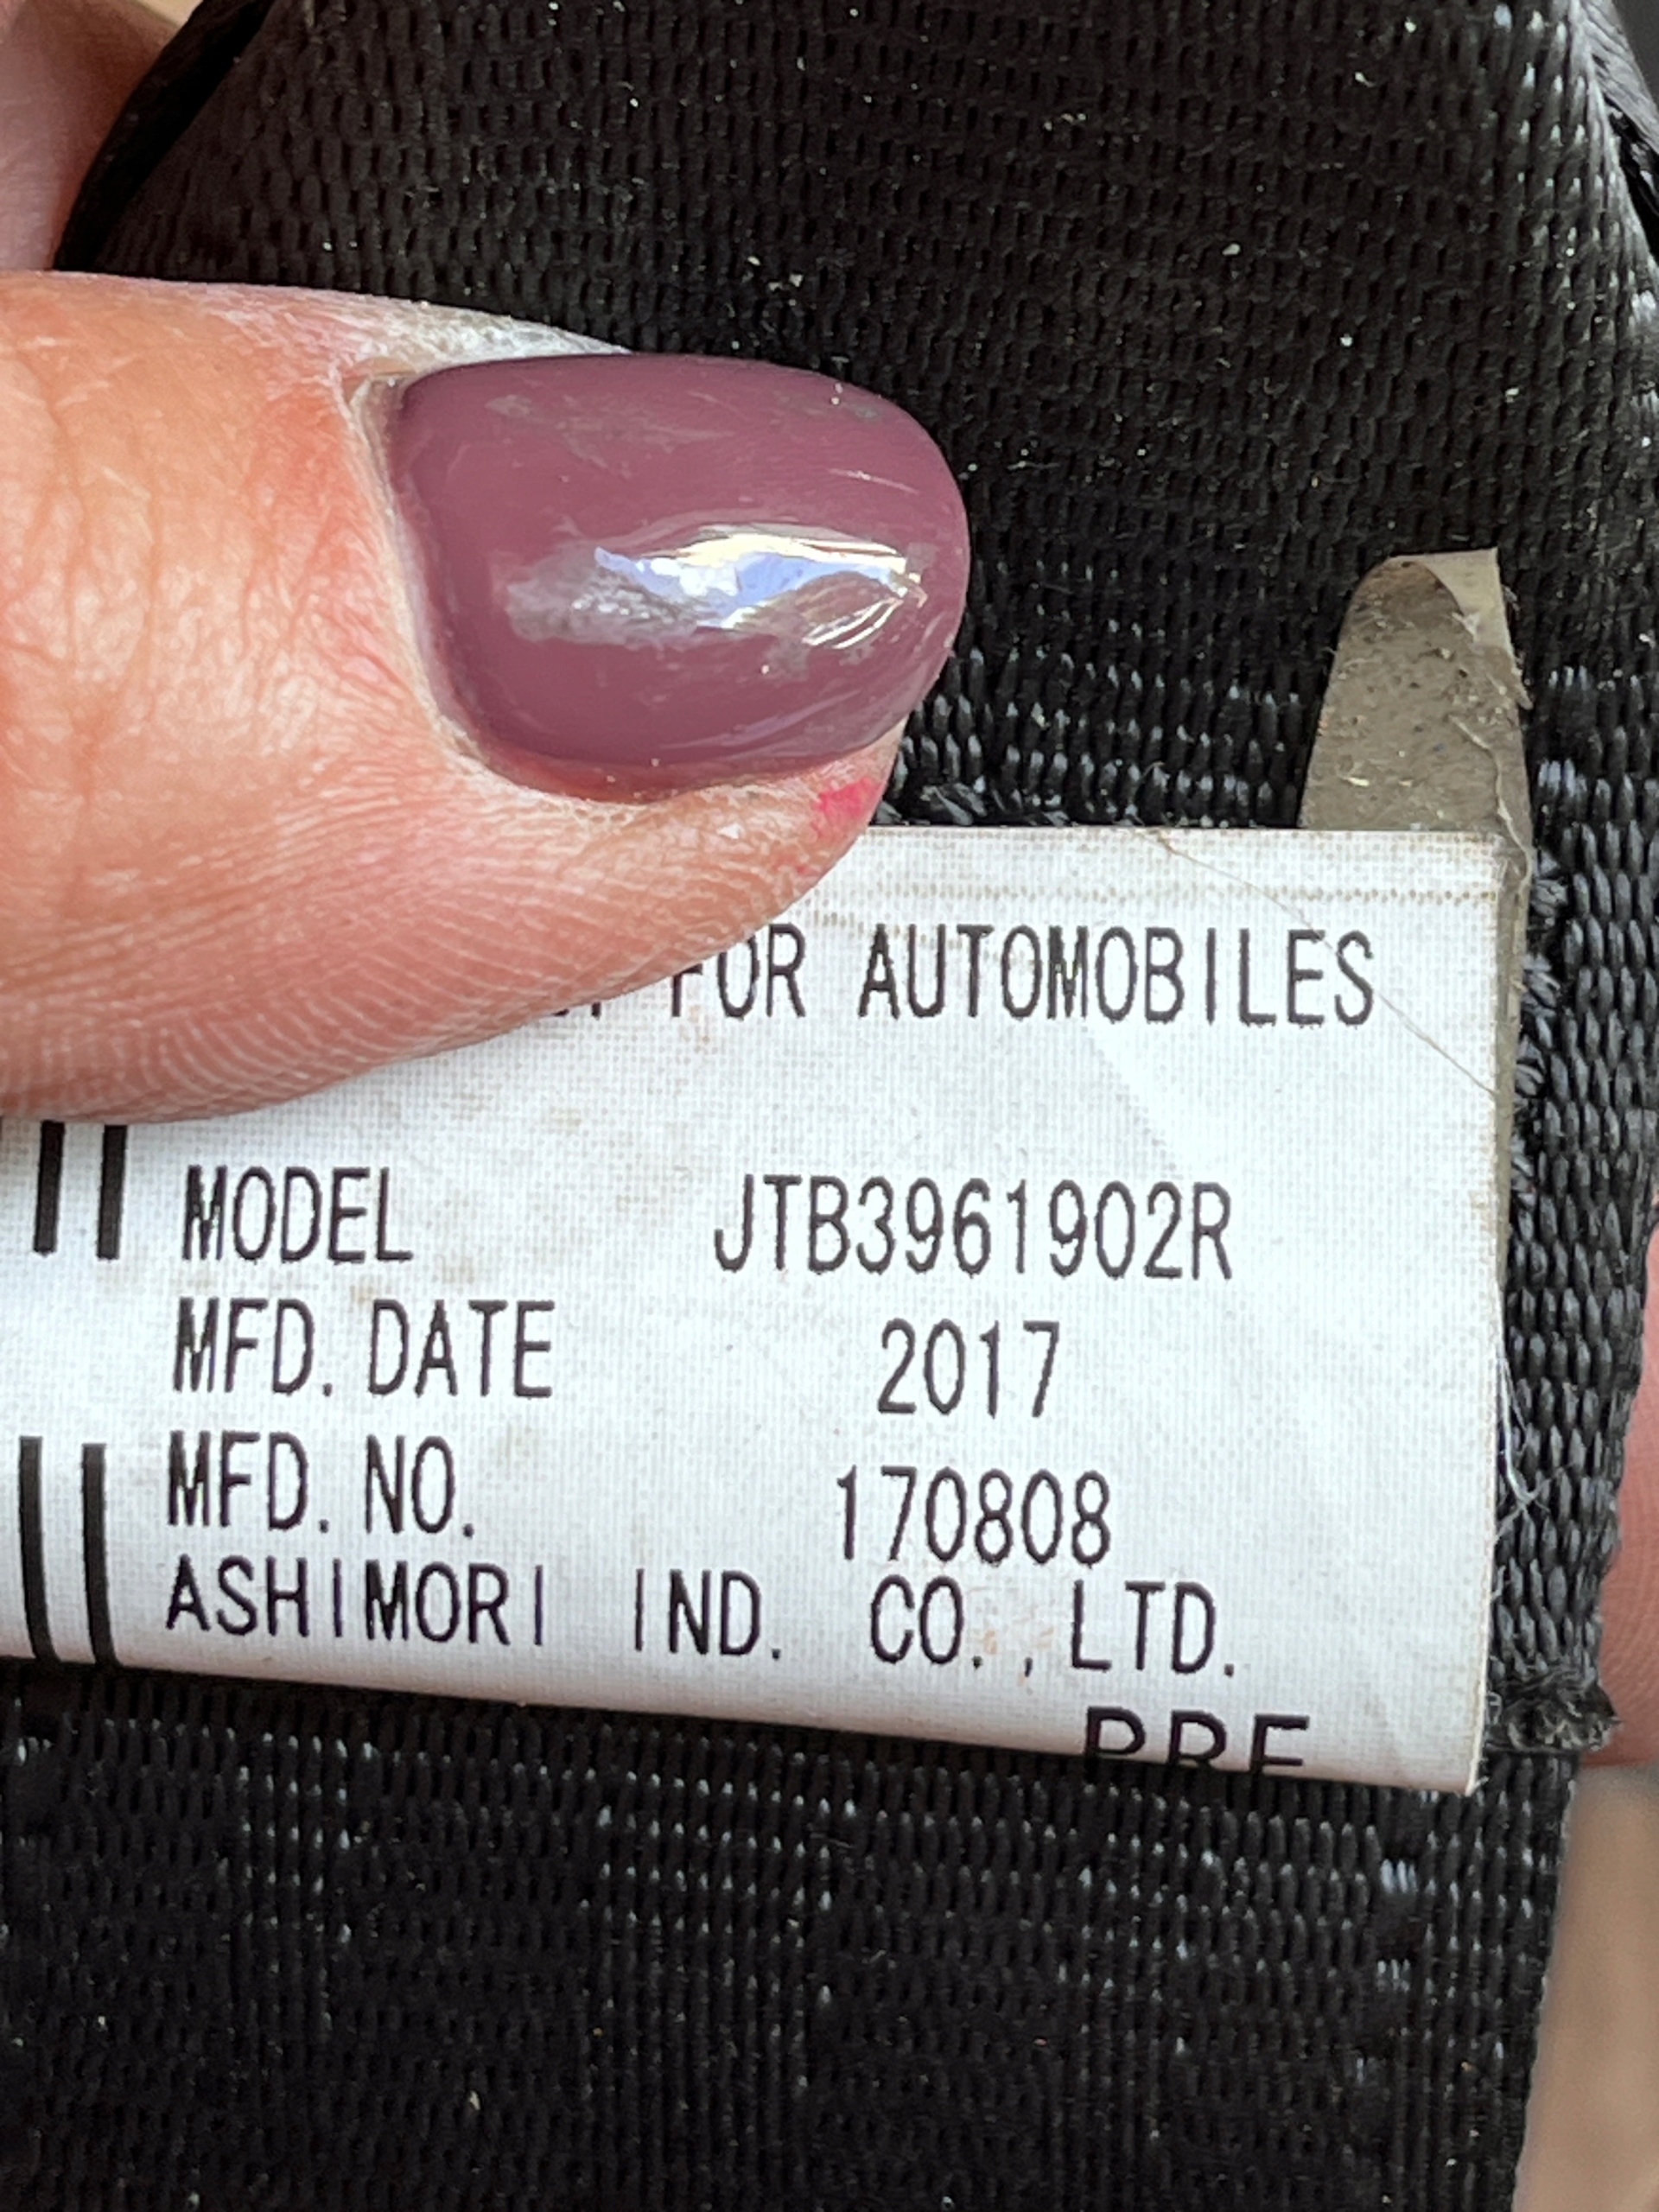 FOR AUTOMOBILES
MODEL JTB3961902R
MFD. DATE 2017
MFD. NO. 170808
ASHIMORI IND. CO.,LTD.